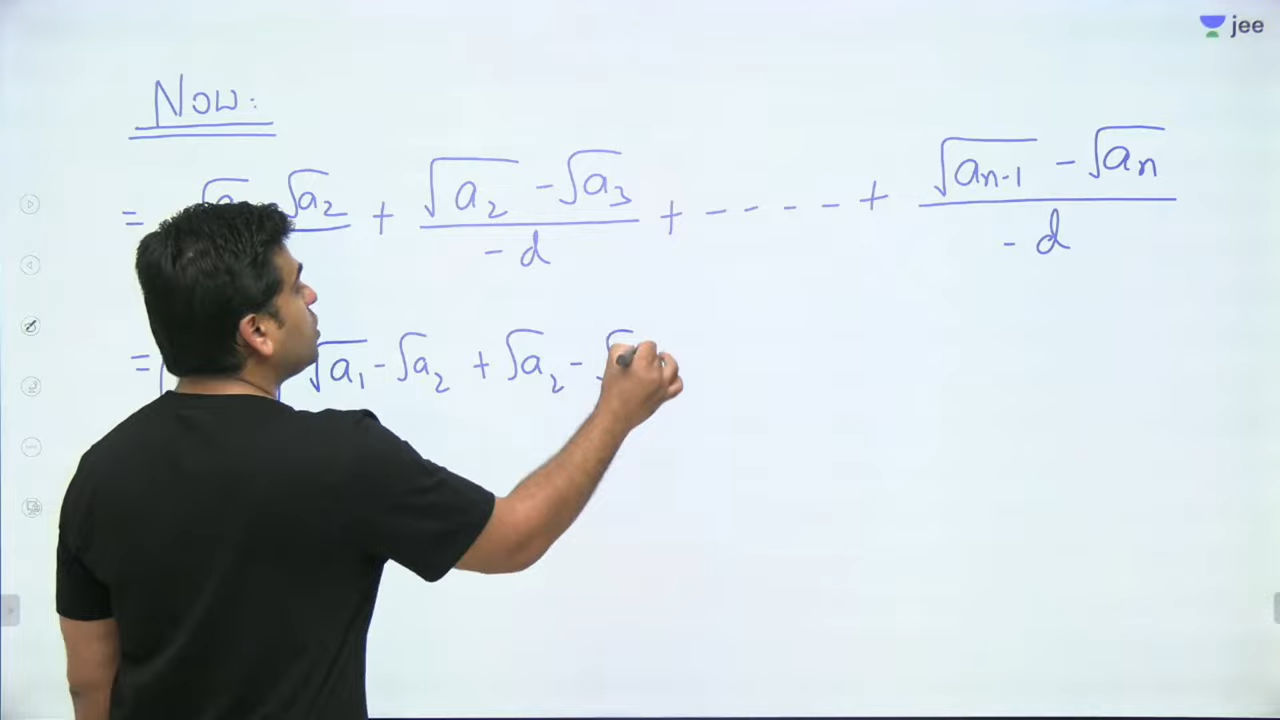 jee
Now:
= √a₂ + (√a₂ - √a₃)/(-d) + - - - - - + (√aₙ₋₁ - √aₙ)/(-d)
= √a₁ - √a₂ + √a₂ - √